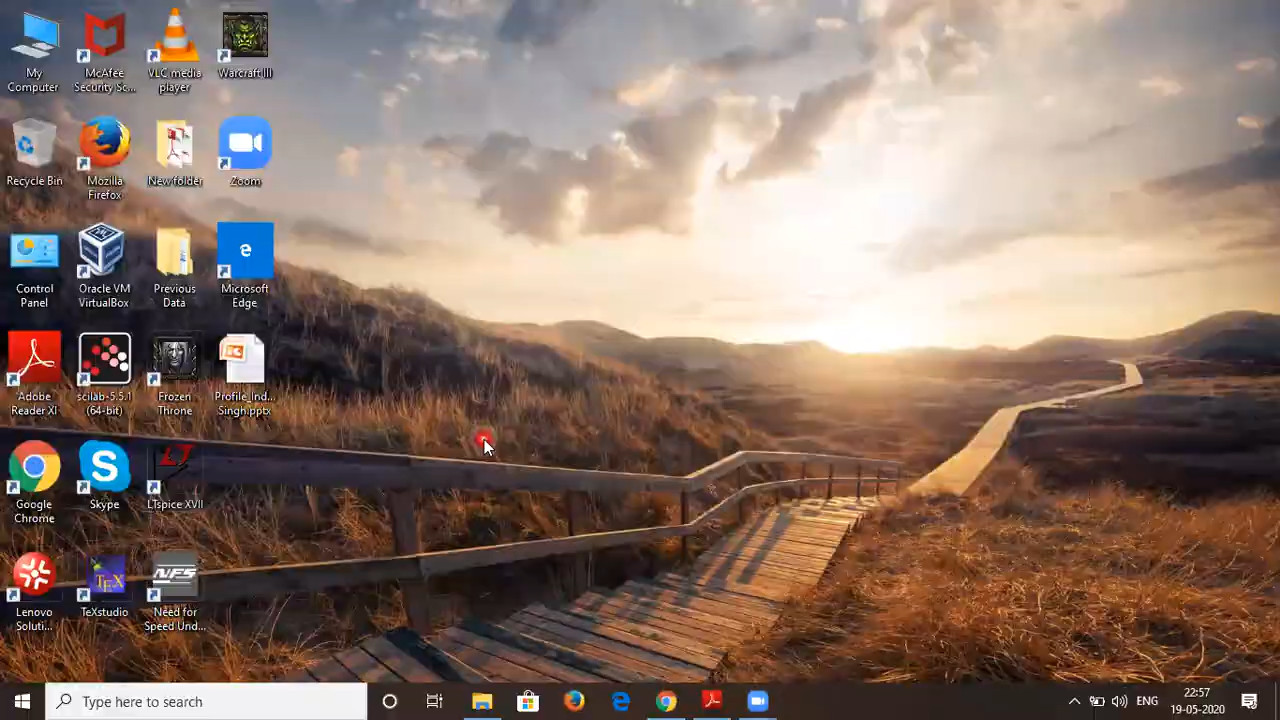 My
Computer
McAfee
Security Sc...
VLC media
player
Warcraft III
Recycle Bin
Mozilla
Firefox
New folder
Zoom
Control
Panel
Oracle VM
VirtualBox
Previous
Data
Microsoft
Edge
Adobe
Reader XI
scilab-5.5.1
(64-bit)
Frozen
Throne
Profile_Ind...
Singh.pptx
Google
Chrome
Skype
LTspice XVII
Lenovo
Soluti...
TEX
TeXstudio
NFS
Need for
Speed Und...
Type here to search
ENG
22:57
19-05-2020